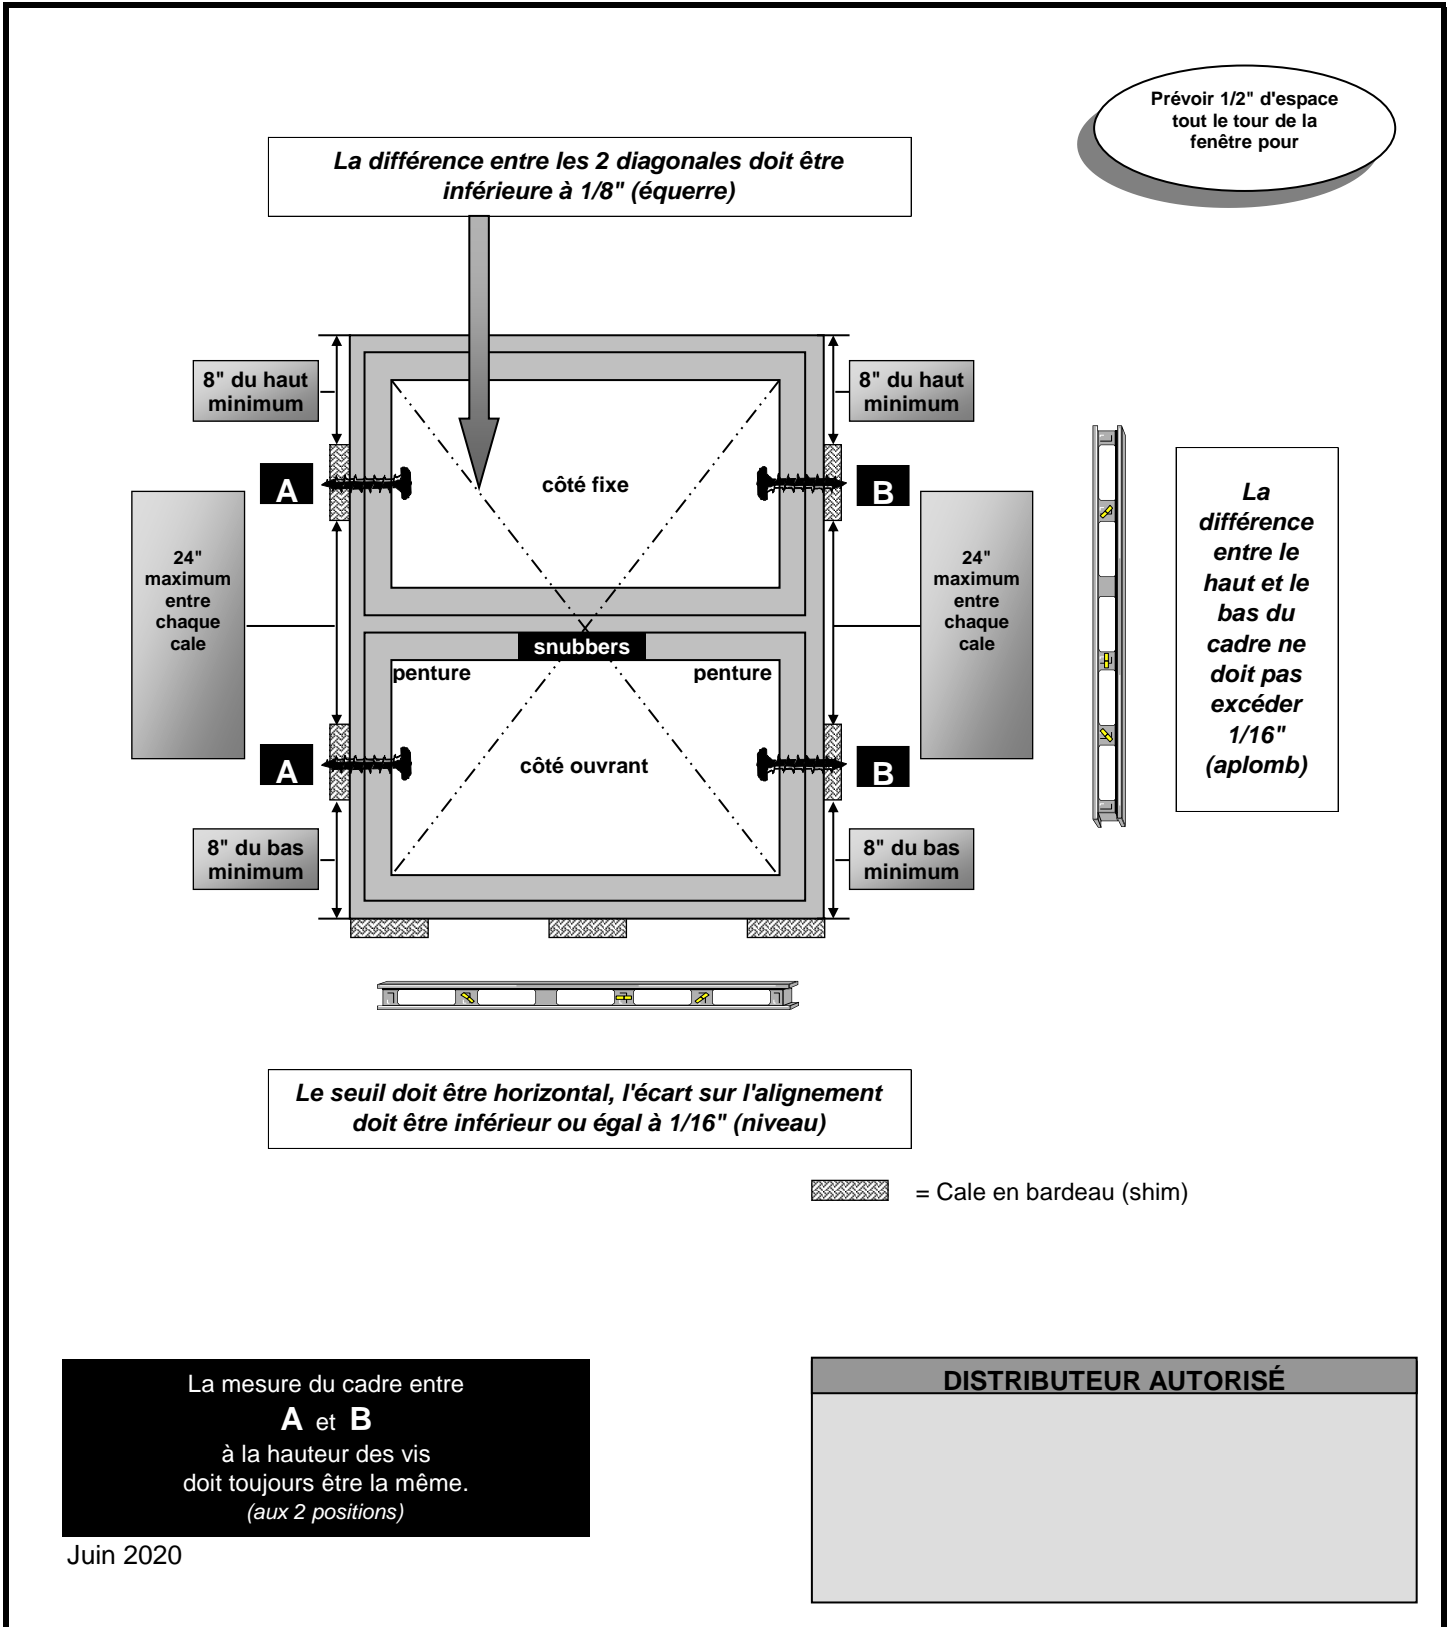 Prévoir 1/2" d'espace
tout le tour de la
fenêtre pour
La différence entre les 2 diagonales doit être
inférieure à 1/8" (équerre)
8" du haut
minimum
8" du haut
minimum
A
côté fixe
B
24"
maximum
entre
chaque
cale
24"
maximum
entre
chaque
cale
La
différence
entre le
haut et le
bas du
cadre ne
doit pas
excéder
1/16"
(aplomb)
snubbers
penture
penture
A
côté ouvrant
B
8" du bas
minimum
8" du bas
minimum
Le seuil doit être horizontal, l'écart sur l'alignement
doit être inférieur ou égal à 1/16" (niveau)
= Cale en bardeau (shim)
La mesure du cadre entre
A et B
à la hauteur des vis
doit toujours être la même.
(aux 2 positions)
DISTRIBUTEUR AUTORISÉ
Juin 2020